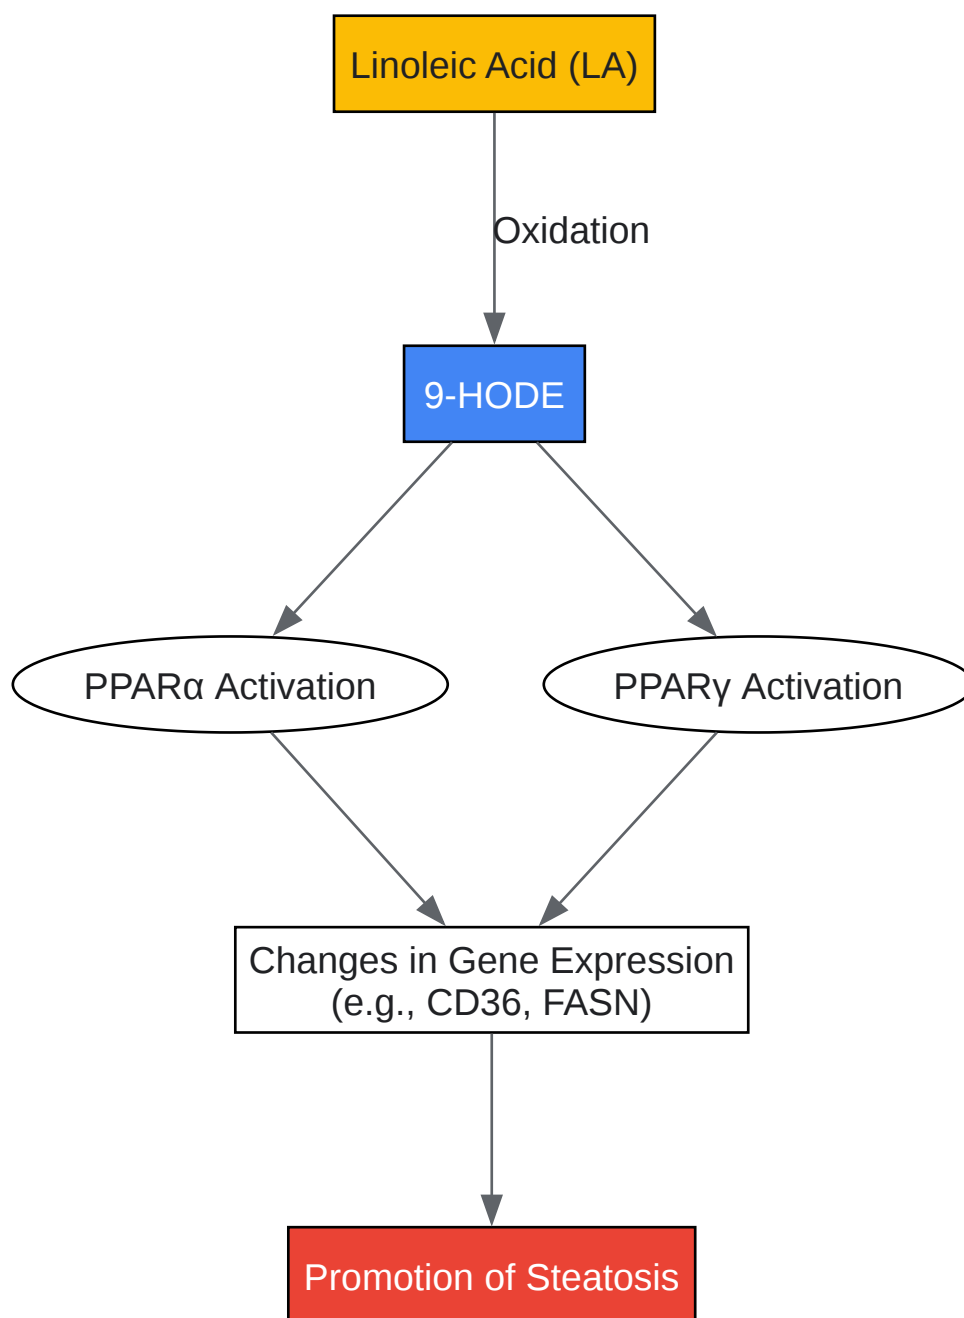 Linoleic Acid (LA)
Oxidation
9-HODE
PPARα Activation
PPARγ Activation
Changes in Gene Expression
(e.g., CD36, FASN)
Promotion of Steatosis